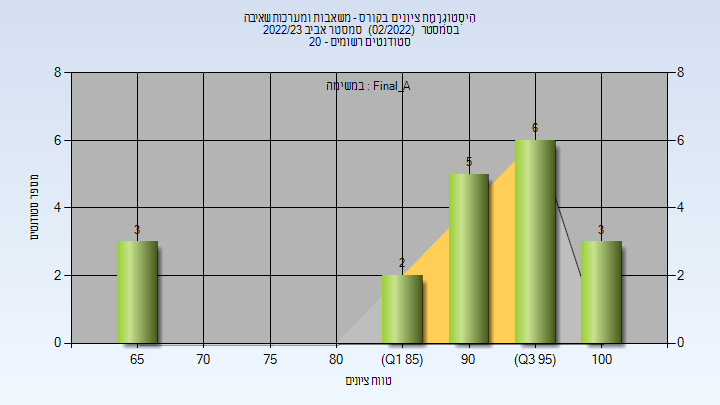 היסטוגרמת ציונים בקורס - משאבות ומערכות שאיבה
בסמסטר (02/2022) סמסטר אביב 2022/23
סטודנטים רשומים - 20
במשימה : Final_A
8 8
6 6
4 4
2 2
0 0
3 2 5 6 3
מספר סטודנטים
65 70 75 80 (Q1 85) 90 (Q3 95) 100
טווח ציונים